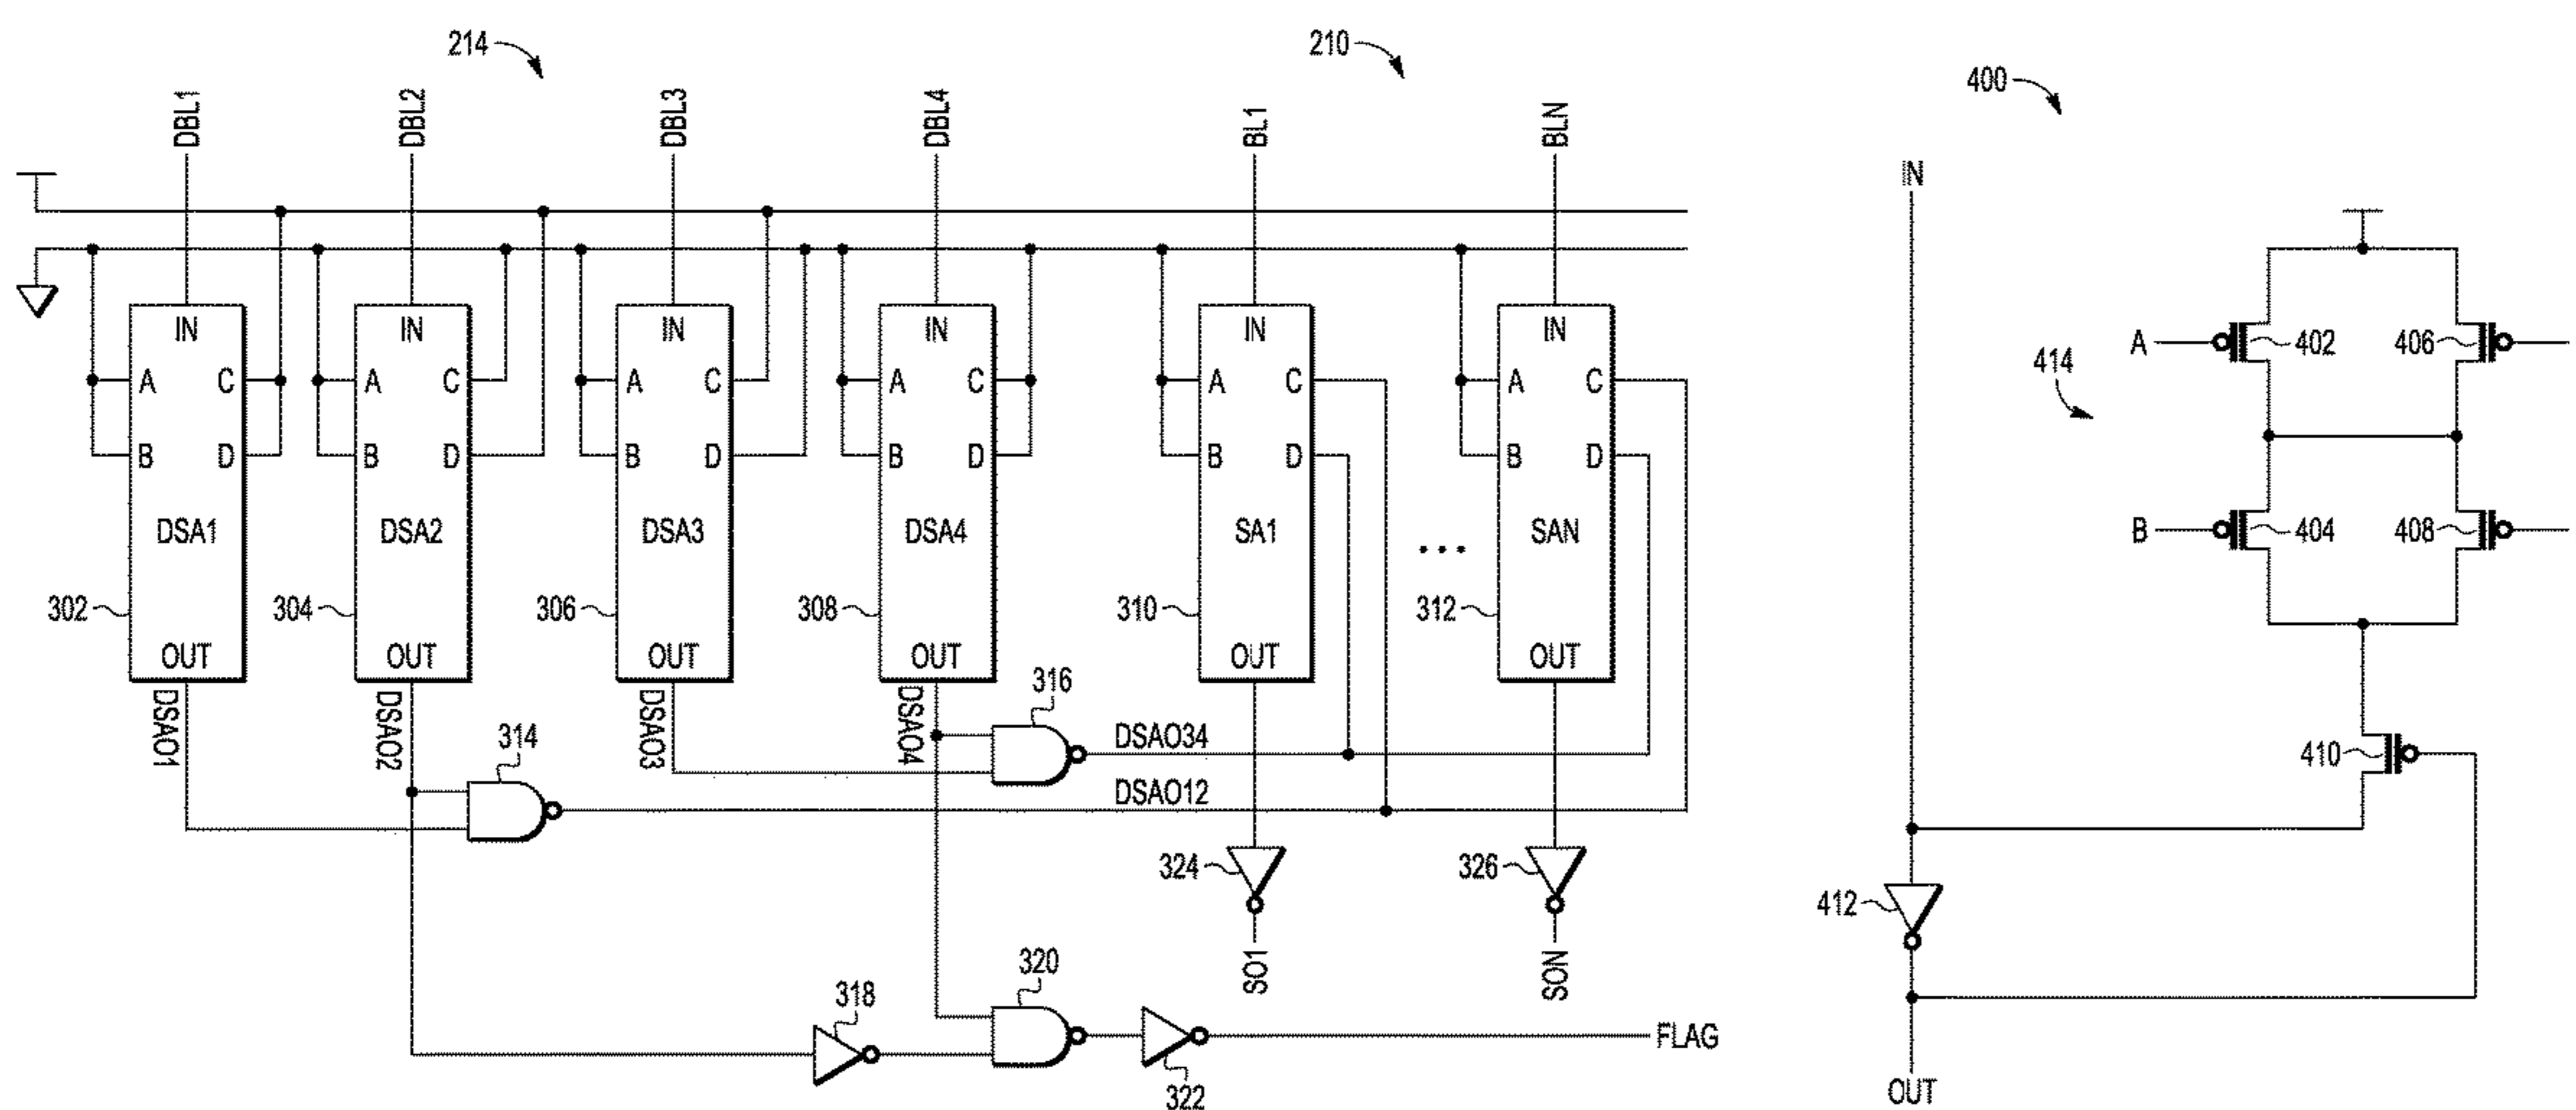 214
210
400
DBL1
DBL2
DBL3
DBL4
BL1
BLN
IN
IN
A
C
B
D
DSA1
OUT
302
IN
A
C
B
D
DSA2
OUT
304
IN
A
C
B
D
DSA3
OUT
306
IN
A
C
B
D
DSA4
OUT
308
IN
A
C
B
D
SA1
OUT
310
...
IN
A
C
B
D
SAN
OUT
312
DSAO1
DSAO2
DSAO3
DSAO4
314
316
DSAO34
DSAO12
324
326
SO1
SON
318
320
322
FLAG
A
402
406
414
B
404
408
410
412
OUT